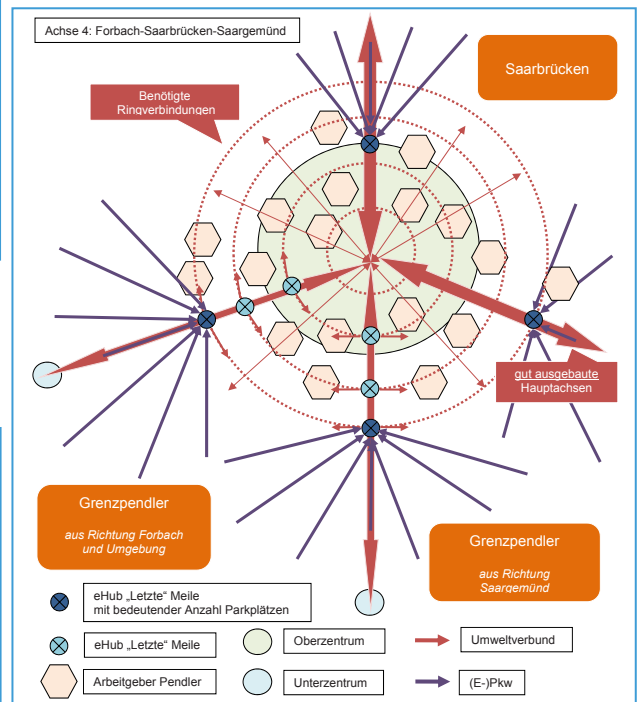 Achse 4: Forbach-Saarbrücken-Saargemünd
Saarbrücken
Benötigte
Ringverbindungen
gut ausgebaute
Hauptachsen
Grenzpendler
aus Richtung Forbach
und Umgebung
Grenzpendler
aus Richtung
Saargemünd
eHub „Letzte“ Meile
mit bedeutender Anzahl Parkplätzen
eHub „Letzte“ Meile
Oberzentrum
Umweltverbund
Arbeitgeber Pendler
Unterzentrum
(E-)Pkw